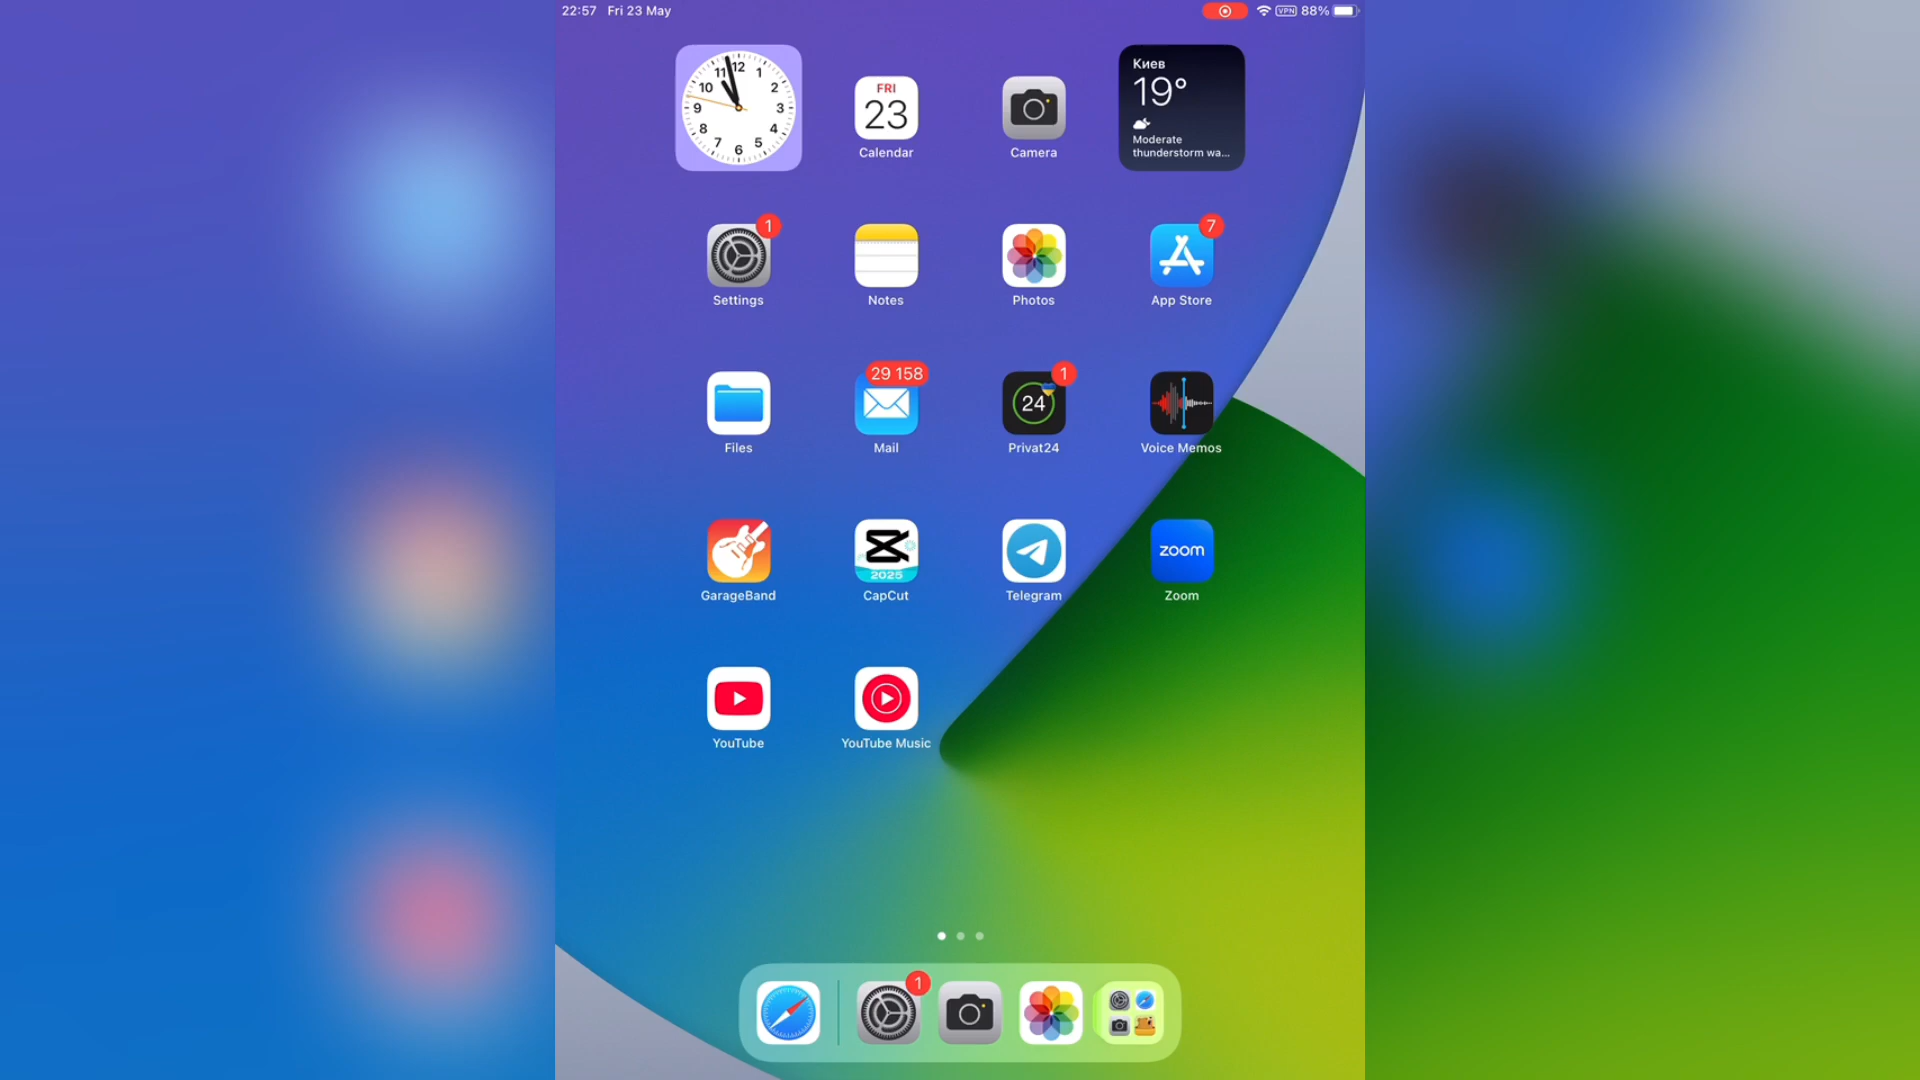 22:57 Fri 23 May
VPN 88%
12
1
2
3
4
5
6
7
8
9
10
11
FRI
23
Calendar
Camera
Киев
19°
Moderate
thunderstorm wa...
1
Settings
Notes
Photos
7
App Store
Files
29 158
Mail
24
1
Privat24
Voice Memos
GarageBand
2025
CapCut
Telegram
zoom
Zoom
YouTube
YouTube Music
1